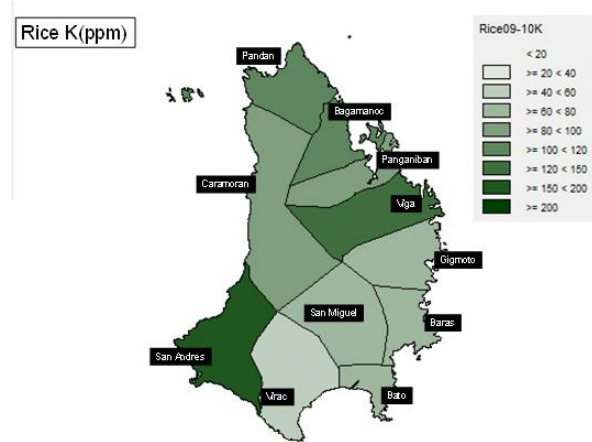 Rice K(ppm)
Rice09-10K
< 20
>= 20 < 40
>= 40 < 60
>= 60 < 80
>= 80 < 100
>= 100 < 120
>= 120 < 150
>= 150 < 200
>= 200
Pandan
Bagamanoc
Panganiban
Caramoran
Viga
Gigmoto
San Miguel
Baras
San Andres
Virac
Bato